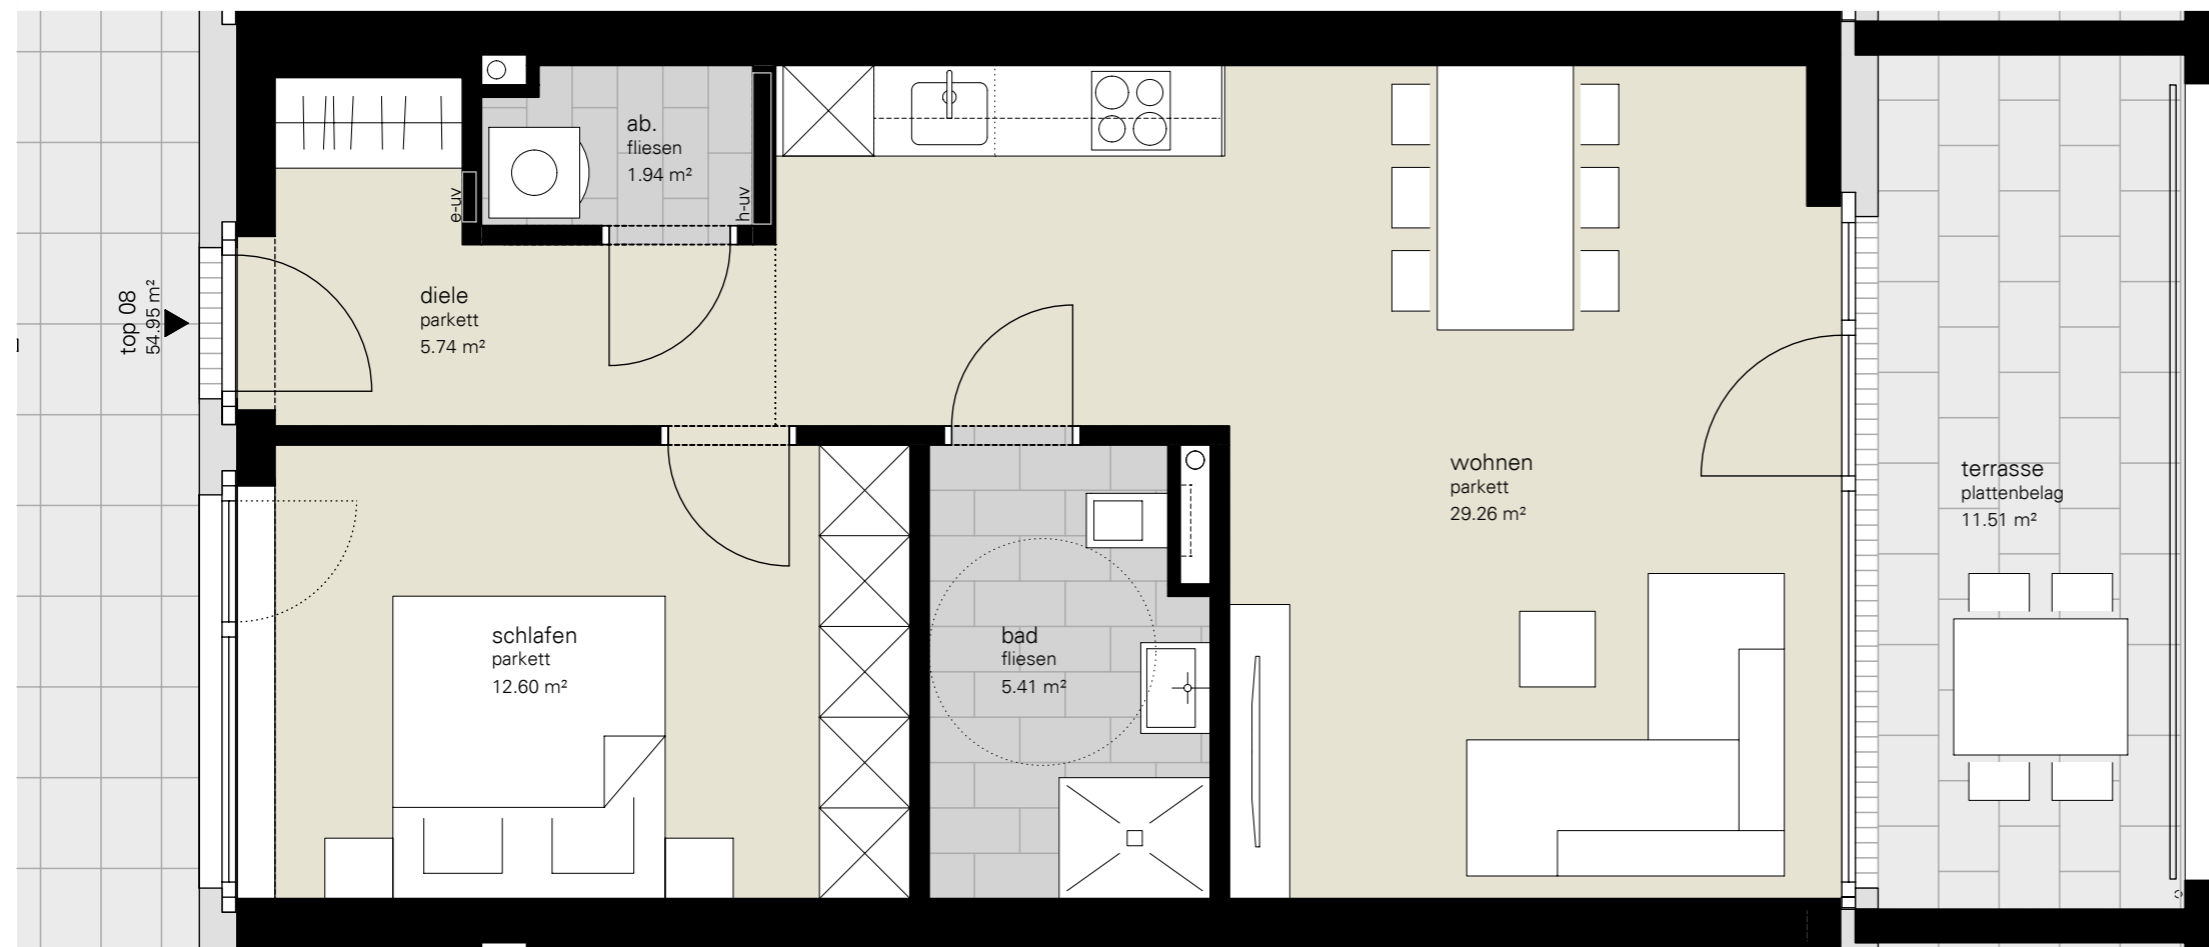 top 08
54.95 m²
diele
parkett
5.74 m²
e-uv
ab.
fliesen
1.94 m²
h-uv
schlafen
parkett
12.60 m²
bad
fliesen
5.41 m²
wohnen
parkett
29.26 m²
terrasse
plattenbelag
11.51 m²